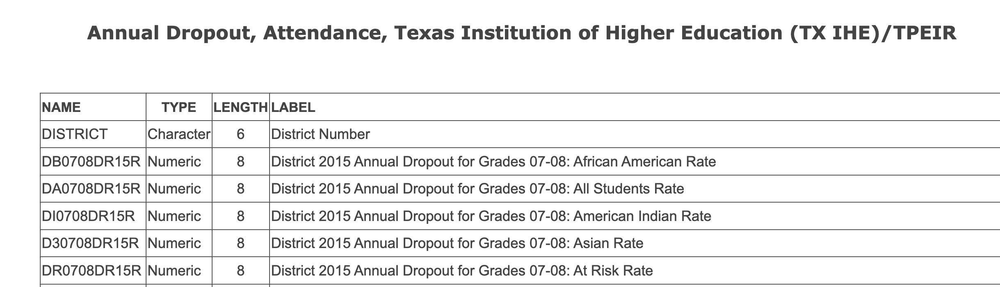 Annual Dropout, Attendance, Texas Institution of Higher Education (TX IHE)/TPEIR
NAME TYPE LENGTH LABEL
DISTRICT Character 6 District Number
DB0708DR15R Numeric 8 District 2015 Annual Dropout for Grades 07-08: African American Rate
DA0708DR15R Numeric 8 District 2015 Annual Dropout for Grades 07-08: All Students Rate
DI0708DR15R Numeric 8 District 2015 Annual Dropout for Grades 07-08: American Indian Rate
D30708DR15R Numeric 8 District 2015 Annual Dropout for Grades 07-08: Asian Rate
DR0708DR15R Numeric 8 District 2015 Annual Dropout for Grades 07-08: At Risk Rate